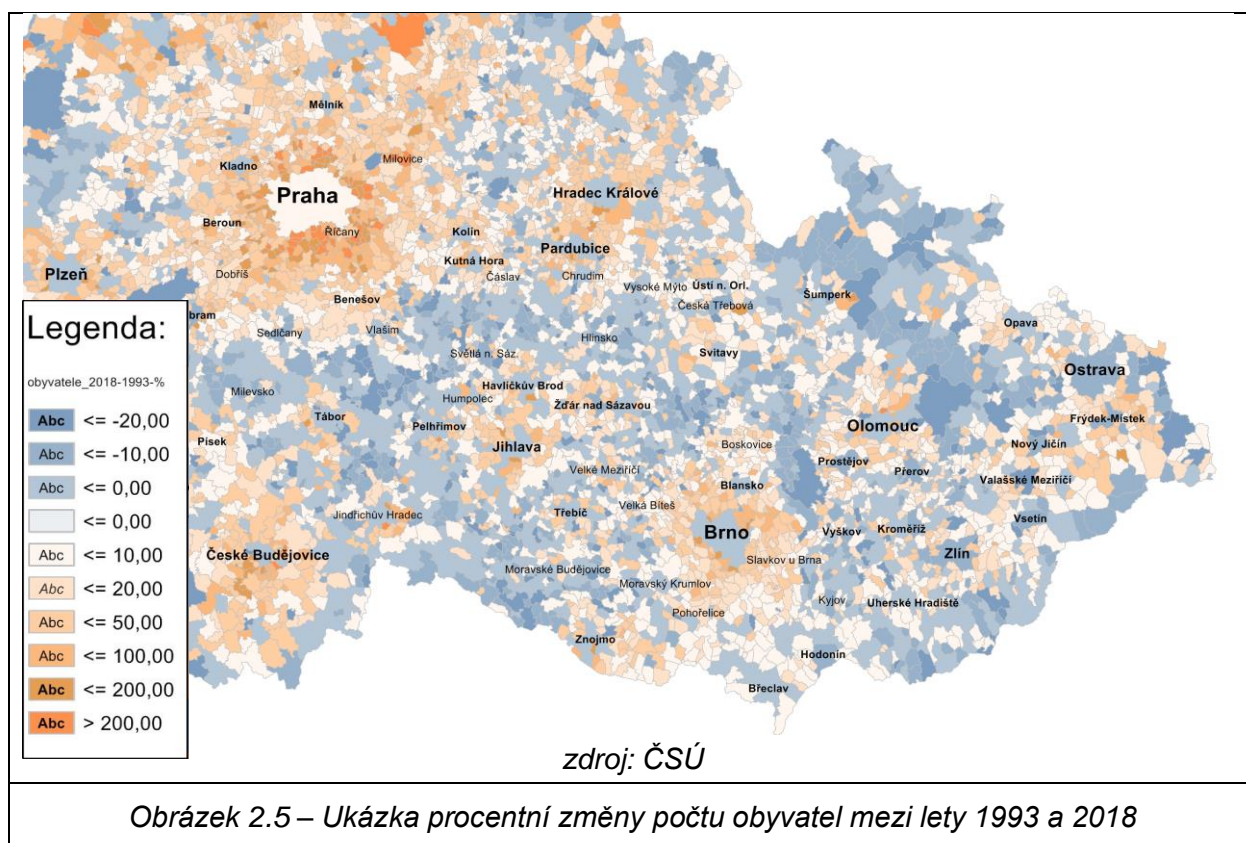 Mělník
Milovice
Kladno
Praha
Hradec Králové
Beroun
Říčany
Kolín
Pardubice
Kutná Hora
Plzeň
Dobříš
Čáslav
Chrudim
Vysoké Mýto
Ústí n. Orl.
Šumperk
Benešov
Česká Třebová
bram
Opava
Sedlčany
Vlašim
Hlinsko
Světlá n. Sáz.
Svitavy
Ostrava
Havlíčkův Brod
Milevsko
Humpolec
Žďár nad Sázavou
Tábor
Pelhřimov
Olomouc
Frýdek-Místek
Písek
Jihlava
Boskovice
Nový Jičín
Prostějov
Přerov
Velké Meziříčí
Blansko
Valašské Meziříčí
Velká Bíteš
Jindřichův Hradec
Třebíč
Vsetín
Brno
Vyškov
Kroměříž
České Budějovice
Slavkov u Brna
Zlín
Moravské Budějovice
Moravský Krumlov
Kyjov
Uherské Hradiště
Pohořelice
Znojmo
Hodonín
Břeclav
Legenda:
obyvatele_2018-1993-%
Abc <= -20,00
Abc <= -10,00
Abc <= 0,00
<= 0,00
Abc <= 10,00
Abc <= 20,00
Abc <= 50,00
Abc <= 100,00
Abc <= 200,00
Abc > 200,00
zdroj: ČSÚ
Obrázek 2.5 – Ukázka procentní změny počtu obyvatel mezi lety 1993 a 2018